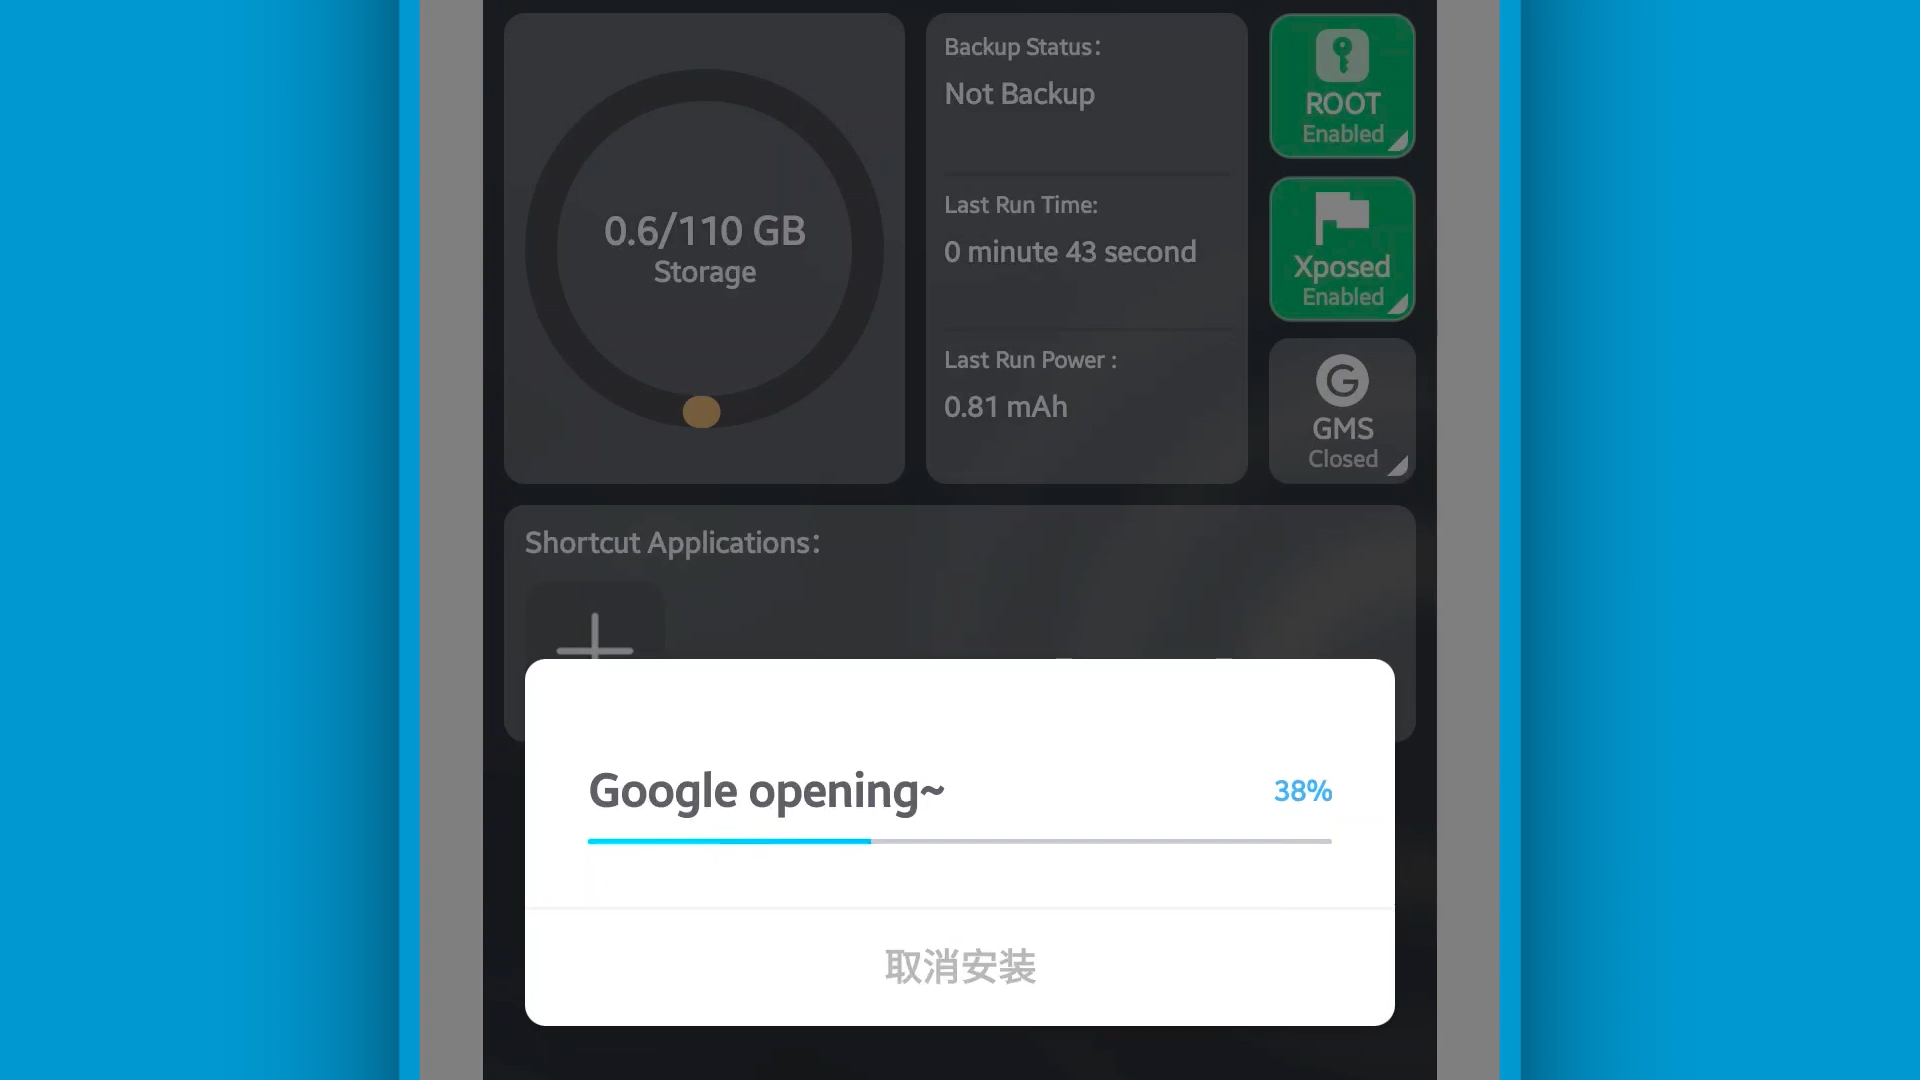 0.6/110 GB
Storage
Backup Status:
Not Backup
Last Run Time:
0 minute 43 second
Last Run Power :
0.81 mAh
ROOT
Enabled
Xposed
Enabled
G
GMS
Closed
Shortcut Applications:
Google opening~
38%
取消安装